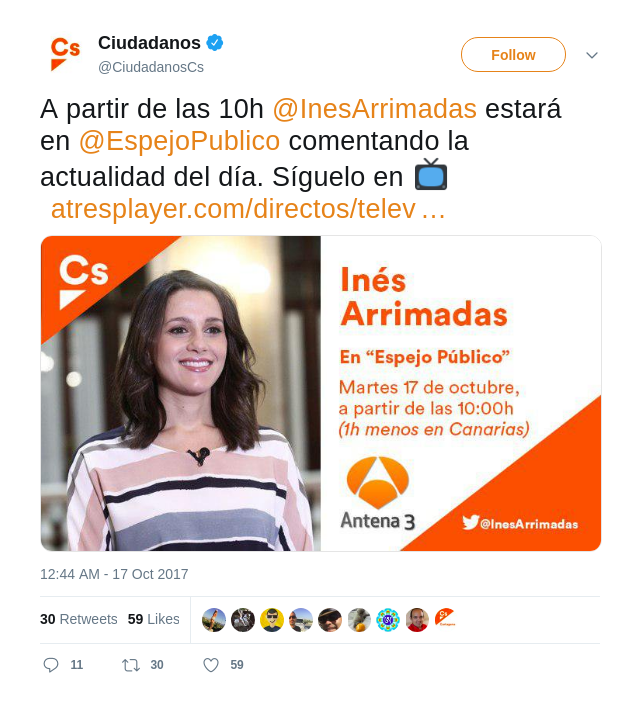 Cs
Ciudadanos
@CiudadanosCs
Follow
A partir de las 10h @InesArrimadas estará
en @EspejoPublico comentando la
actualidad del día. Síguelo en
atresplayer.com/directos/telev…
Cs
Inés
Arrimadas
En “Espejo Público”
Martes 17 de octubre,
a partir de las 10:00h
(1h menos en Canarias)
Antena 3
@InesArrimadas
12:44 AM - 17 Oct 2017
30 Retweets 59 Likes
Cs
11 30 59